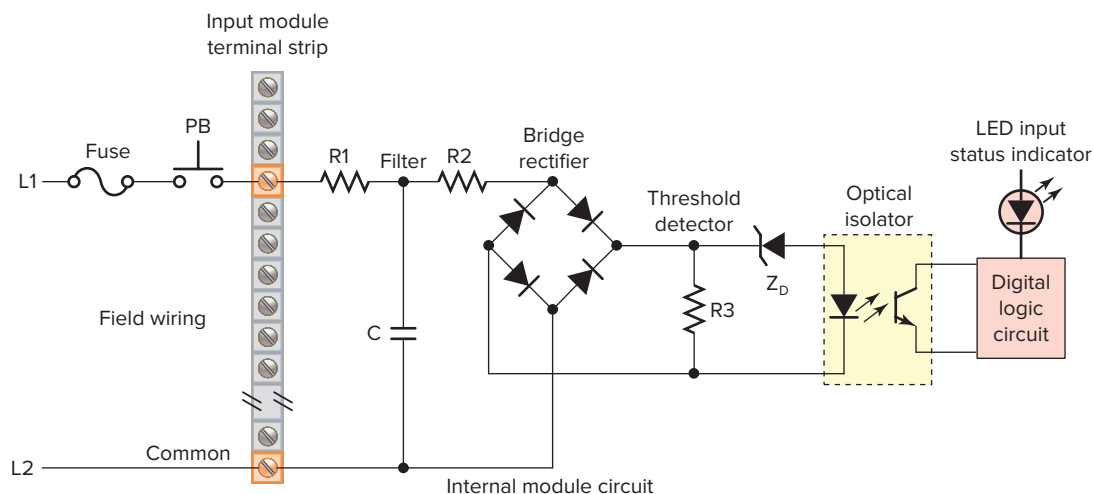 Input module
terminal strip
L1
Fuse
PB
R1
Filter
R2
Bridge
rectifier
Threshold
detector
Z_D
R3
Optical
isolator
LED input
status indicator
Digital
logic
circuit
Field wiring
C
L2
Common
Internal module circuit